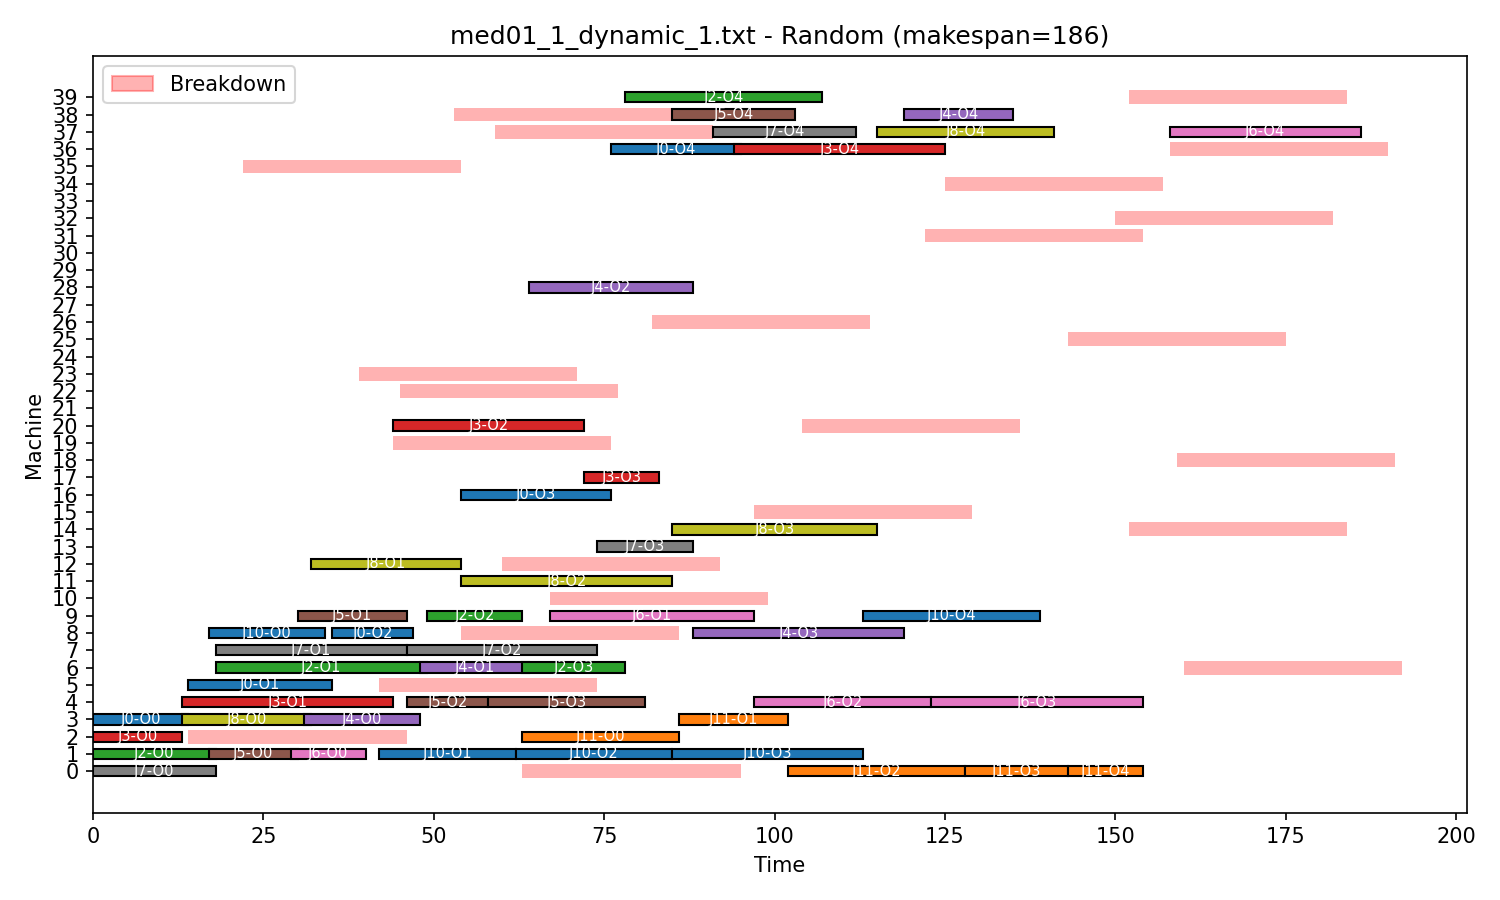 med01_1_dynamic_1.txt - Random (makespan=186)
Breakdown
Machine
39 J2-O4
38 J5-O4 J4-O4
37 J7-O4 J8-O4 J6-O4
36 J0-O4 J3-O4
35
34
33
32
31
30
29
28 J4-O2
27
26
25
24
23
22
21
20 J3-O2
19
18
17 J3-O3
16 J0-O3
15
14 J8-O3
13 J7-O3
12 J8-O1
11 J8-O2
10
9 J5-O1 J2-O2 J6-O1 J10-O4
8 J10-O0 J0-O2 J4-O3
7 J7-O1 J7-O2
6 J2-O1 J4-O1 J2-O3
5 J0-O1
4 J3-O1 J5-O2 J5-O3 J6-O2 J6-O3
3 J0-O0 J8-O0 J4-O0 J11-O1
2 J3-O0 J11-O0
1 J2-O0 J5-O0 J6-O0 J10-O1 J10-O2 J10-O3
0 J7-O0 J11-O2 J11-O3 J11-O4
0 25 50 75 100 125 150 175 200
Time